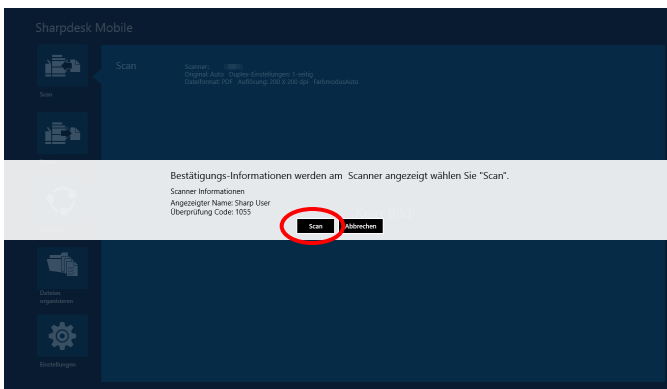 Sharpdesk Mobile
Scan
Scan
Scanner:
Original: Auto Duplex-Einstellungen: 1-seitig
Dateiformat: PDF Auflösung: 200 X 200 dpi Farbmodus:Auto
Bestätigungs-Informationen werden am Scanner angezeigt wählen Sie "Scan".
Scanner Informationen
Angezeigter Name: Sharp User
Überprüfung Code: 1055
Scan Abbrechen
Dateien
organisieren
Einstellungen